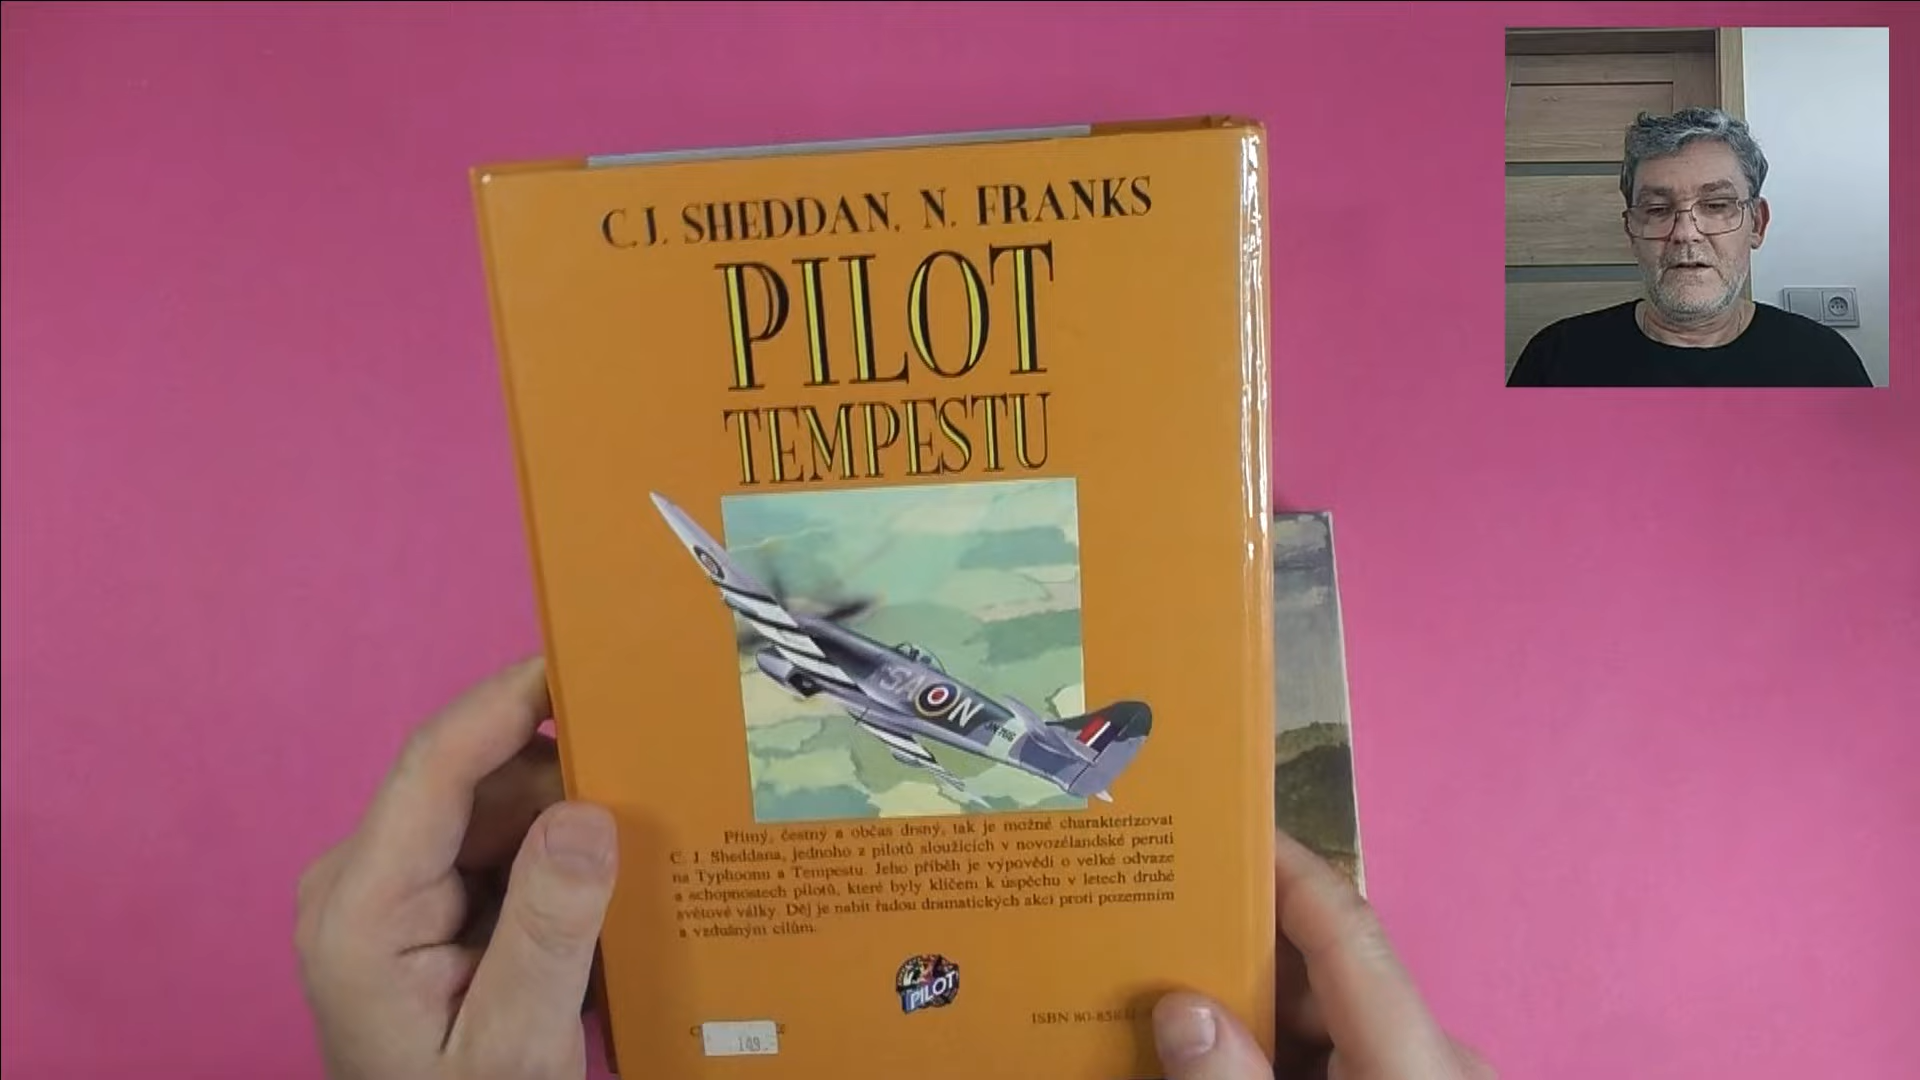 C. J. SHEDDAN, N. FRANKS
PILOT
TEMPESTU
SA N
JN 766
Přímý, čestný a občas drsný, tak je možné charakterizovat
C. J. Sheddana, jednoho z pilotů sloužících v novozélandské peruti
na Typhoonu a Tempestu. Jeho příběh je výpovědí o velké odvaze
a schopnostech pilotů, které byly klíčem k úspěchu v letech druhé
světové války. Děj je nabit řadou dramatických akcí proti pozemním
a vzdušným cílům.
PILOT
149.-
ISBN 80-85